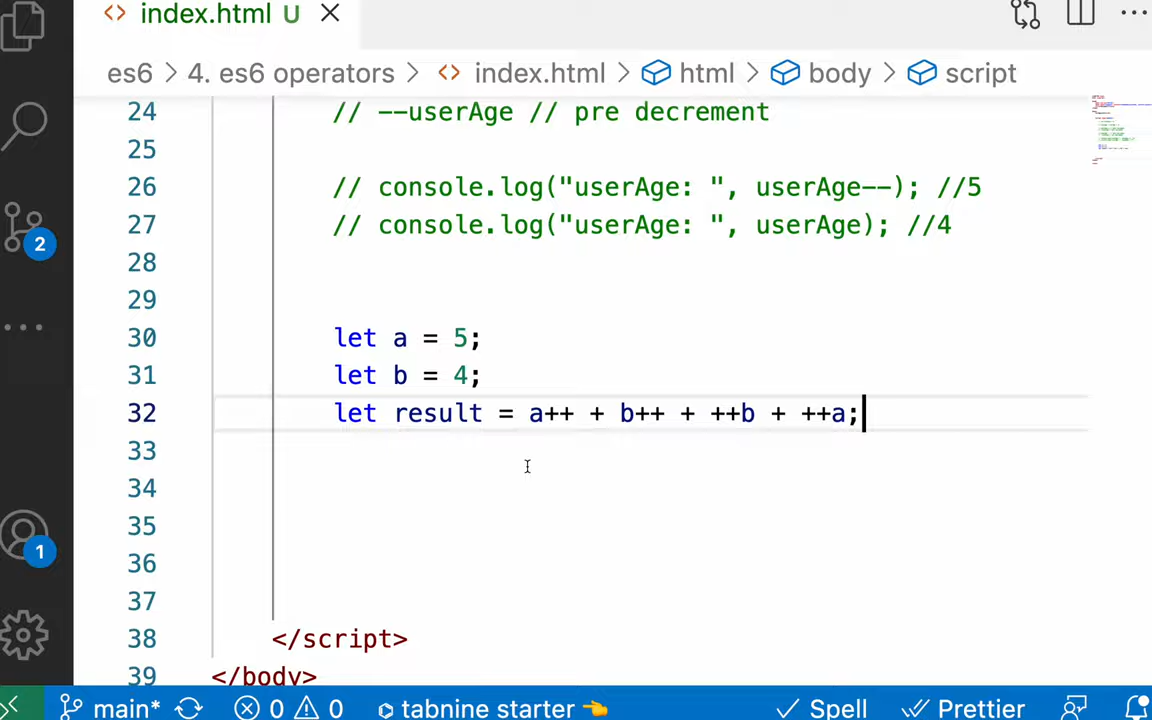 index.html U
es6 > 4. es6 operators > index.html > html > body > script
24 // --userAge // pre decrement
25
26 // console.log("userAge: ", userAge--); //5
27 // console.log("userAge: ", userAge); //4
28
29
30 let a = 5;
31 let b = 4;
32 let result = a++ + b++ + ++b + ++a;
33
34
35
36
37
38 </script>
39 </body>
2
1
main* 0 0 tabnine starter Spell Prettier